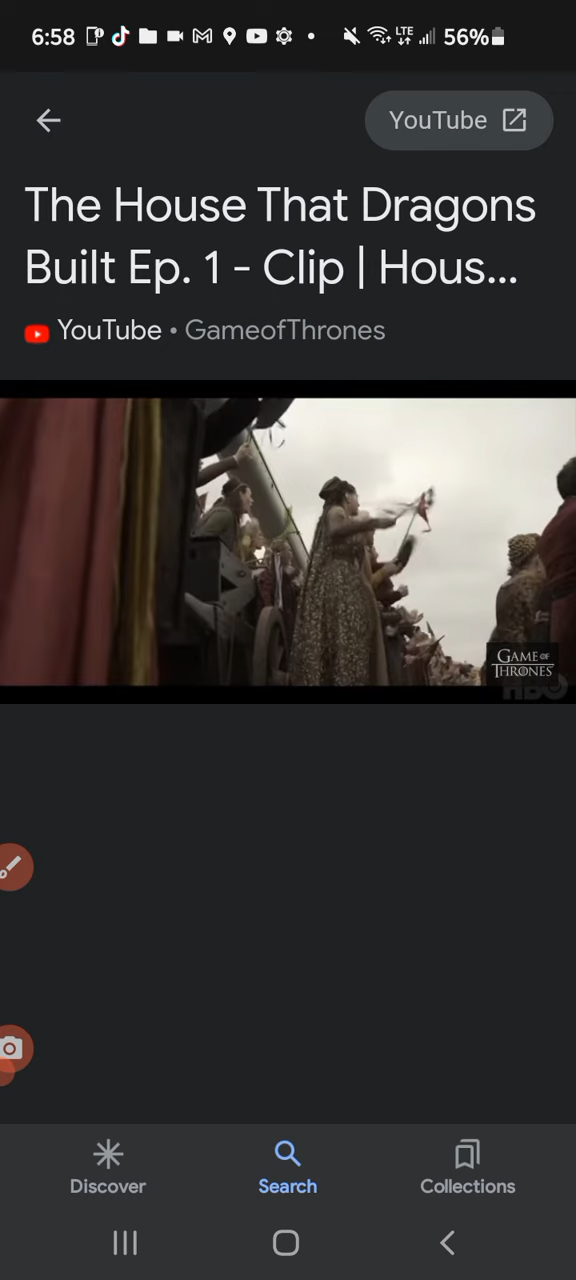 6:58 LTE 56%
YouTube
The House That Dragons
Built Ep. 1 - Clip | Hous...
YouTube • GameofThrones
GAME OF
THRONES
HBO
Discover Search Collections